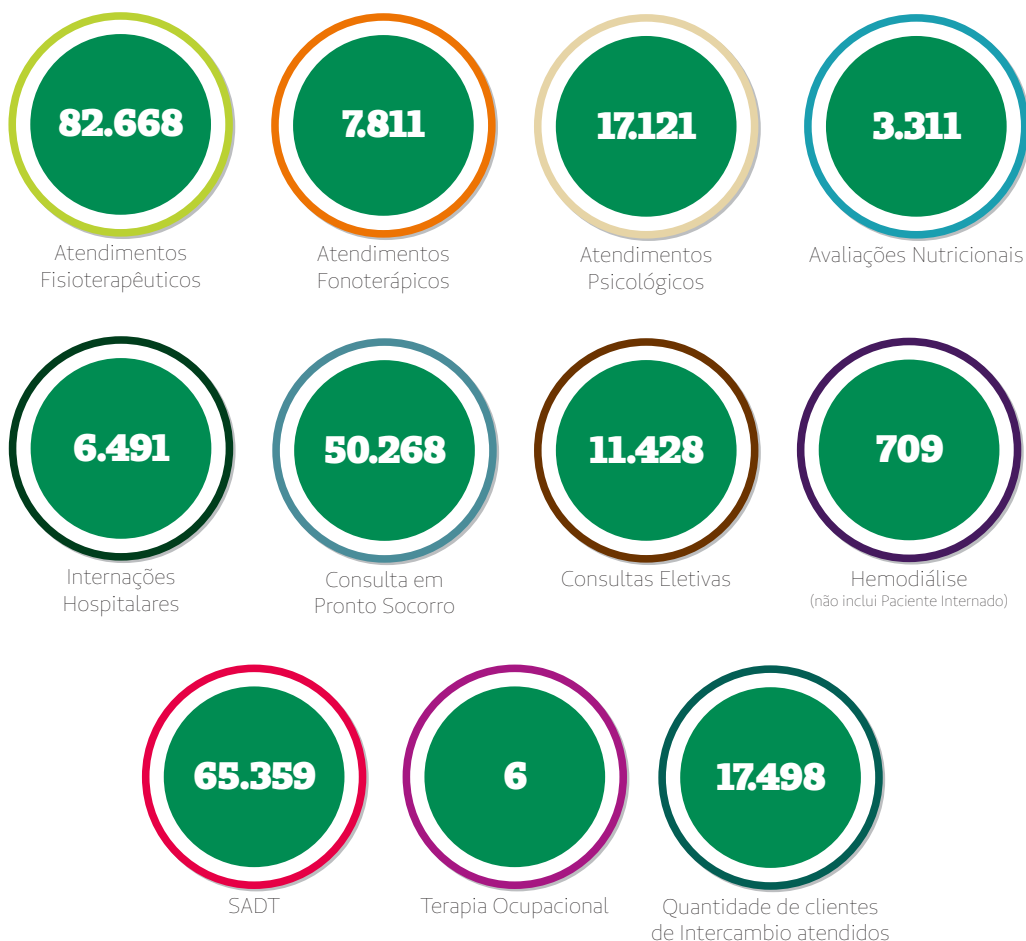 82.668
Atendimentos
Fisioterapêuticos
7.811
Atendimentos
Fonoterápicos
17.121
Atendimentos
Psicológicos
3.311
Avaliações Nutricionais
6.491
Internações
Hospitalares
50.268
Consulta em
Pronto Socorro
11.428
Consultas Eletivas
709
Hemodiálise
(não inclui Paciente Internado)
65.359
SADT
6
Terapia Ocupacional
17.498
Quantidade de clientes
de Intercambio atendidos